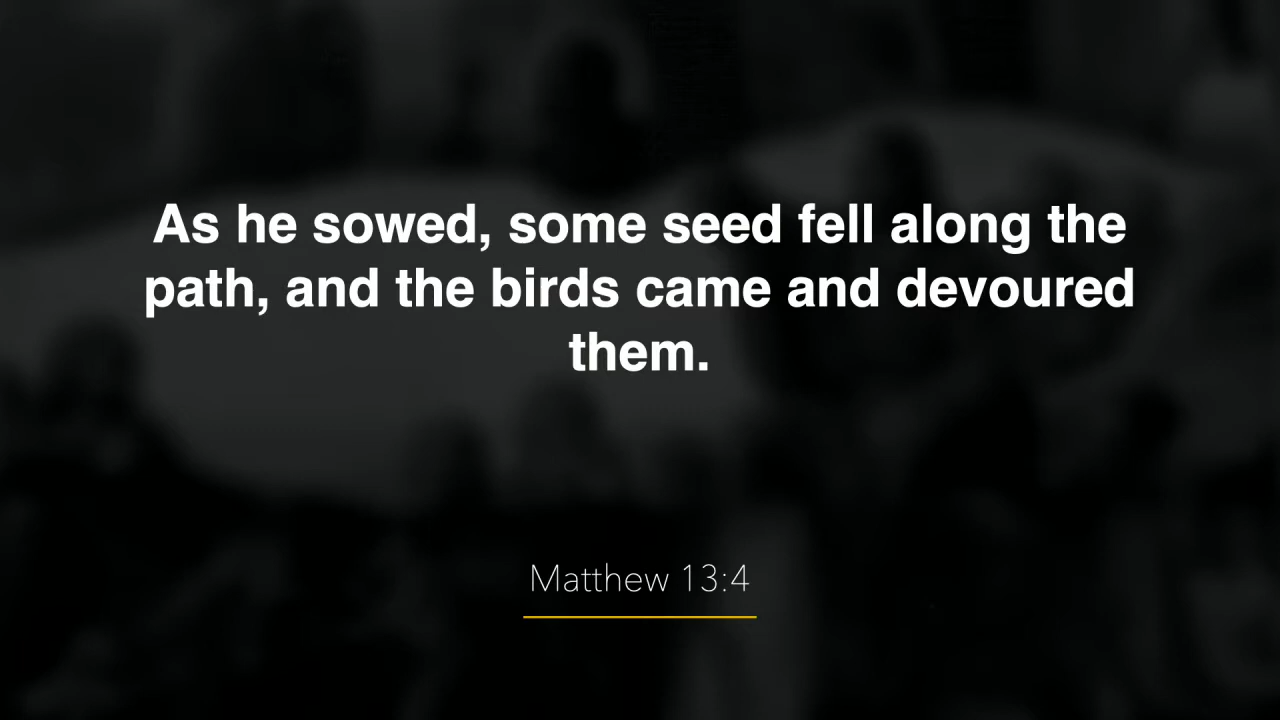 As he sowed, some seed fell along the
path, and the birds came and devoured
them.
Matthew 13:4